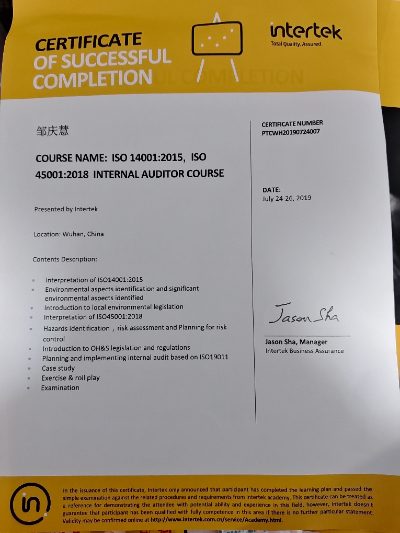 CERTIFICATE
OF SUCCESSFUL
COMPLETION
intertek
Total Quality. Assured.
邹庆慧
COURSE NAME: ISO 14001:2015, ISO
45001:2018 INTERNAL AUDITOR COURSE
Presented by Intertek
Location: Wuhan, China
Contents Description:
Interpretation of ISO14001:2015
Environmental aspects identification and significant
environmental aspects identified
Introduction to local environmental legislation
Interpretation of ISO45001:2018
Hazards identification , risk assessment and Planning for risk
control
Introduction to OH&S legislation and regulations
Planning and implementing internal audit based on ISO19011
Case study
Exercise & roll play
Examination
CERTIFICATE NUMBER
PTCWH20190724007
DATE:
July 24-26, 2019
Jason Sha
Jason Sha, Manager
Intertek Business Assurance
in
In the issuance of this certificate, Intertek only announced that participant has completed the learning plan and passed the
simple examination against the related procedures and requirements from Intertek academy. This certificate can be treated as
a reference for demonstrating the attendee with potential ability and experience in this field, however, Intertek doesn't
guarantee that participant has been qualified with fully competence in this area if there is no further particular statement.
Validity may be confirmed online at http://www.intertek.com.cn/service/Academy.html.